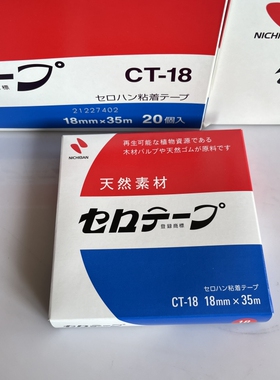 ープ
CT-18
セロハン粘着テープ
21227402
18mm×35m 20個入
NICHIBAN
再生可能な植物資源である
木材パルプや天然ゴムが原料です
NICHIBAN
天然素材
セロテープ
登録商標
セロハン粘着テープ
CT-18 18mm×35m
18